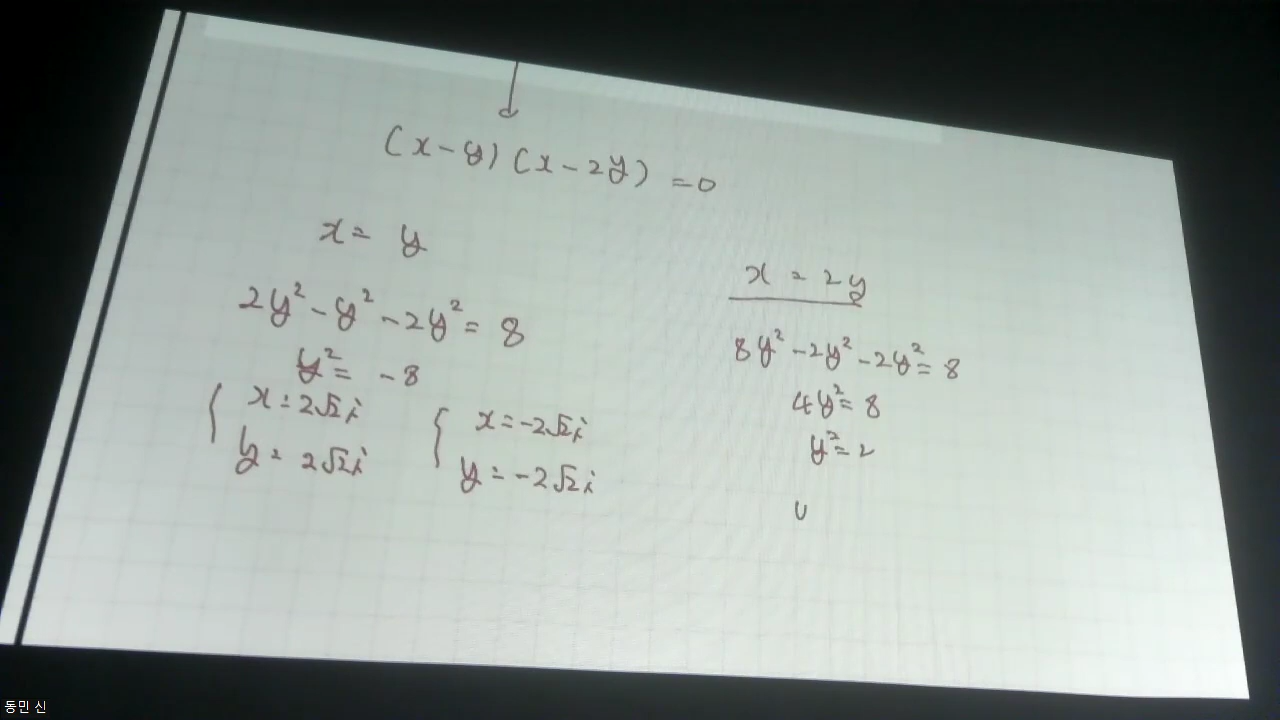 (x-y)(x-2y) =0
x= y
2y²-y²-2y²= 8
y²= -8
x=2√2i
y= 2√2i
x=-2√2i
y=-2√2i
x = 2y
8y²-2y²-2y²=8
4y²=8
y²=2
동민 신